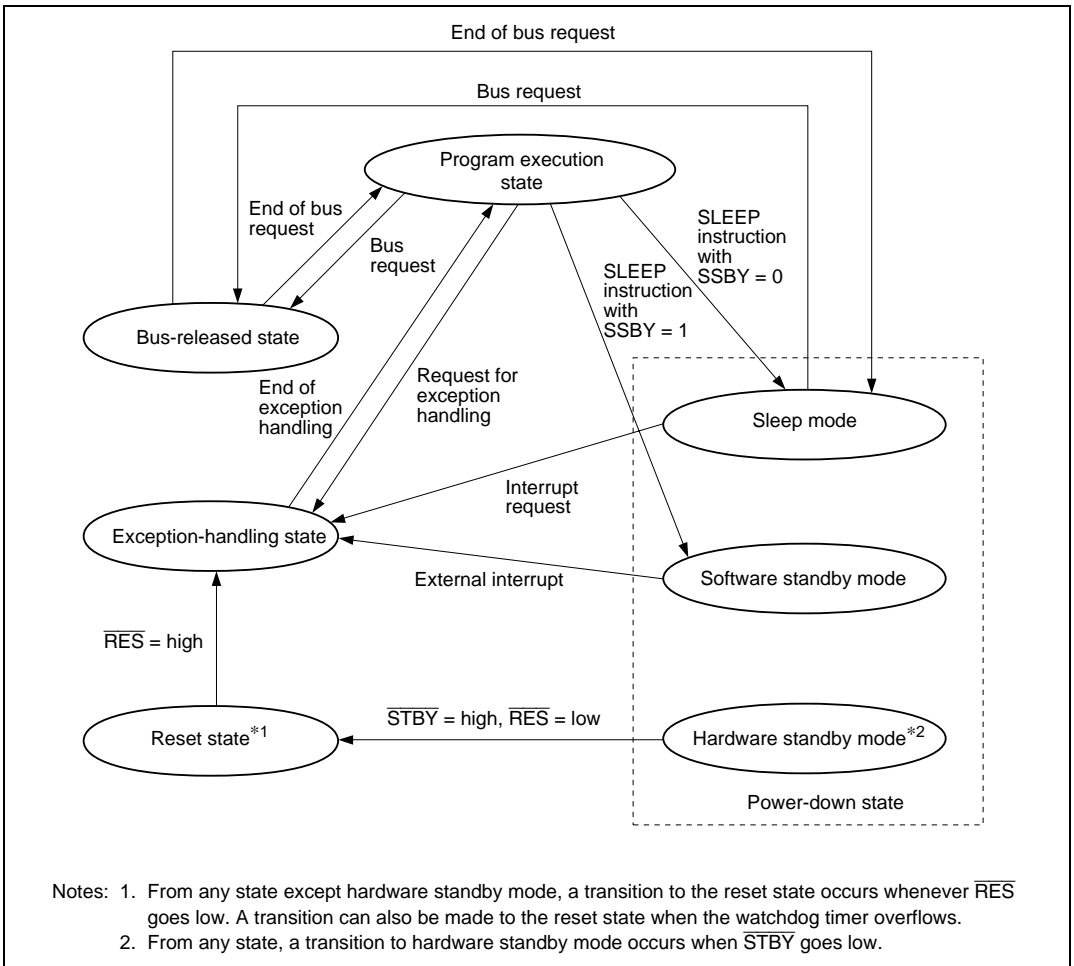 End of bus request
Bus request
Program execution
state
End of bus
request
Bus
request
SLEEP
instruction
with
SSBY = 0
SLEEP
instruction
with
SSBY = 1
Bus-released state
End of
exception
handling
Request for
exception
handling
Sleep mode
Interrupt
request
Exception-handling state
External interrupt
Software standby mode
R̅E̅S̅ = high
S̅T̅B̅Y̅ = high, R̅E̅S̅ = low
Reset state*1
Hardware standby mode*2
Power-down state
Notes: 1. From any state except hardware standby mode, a transition to the reset state occurs whenever R̅E̅S̅
goes low. A transition can also be made to the reset state when the watchdog timer overflows.
2. From any state, a transition to hardware standby mode occurs when S̅T̅B̅Y̅ goes low.